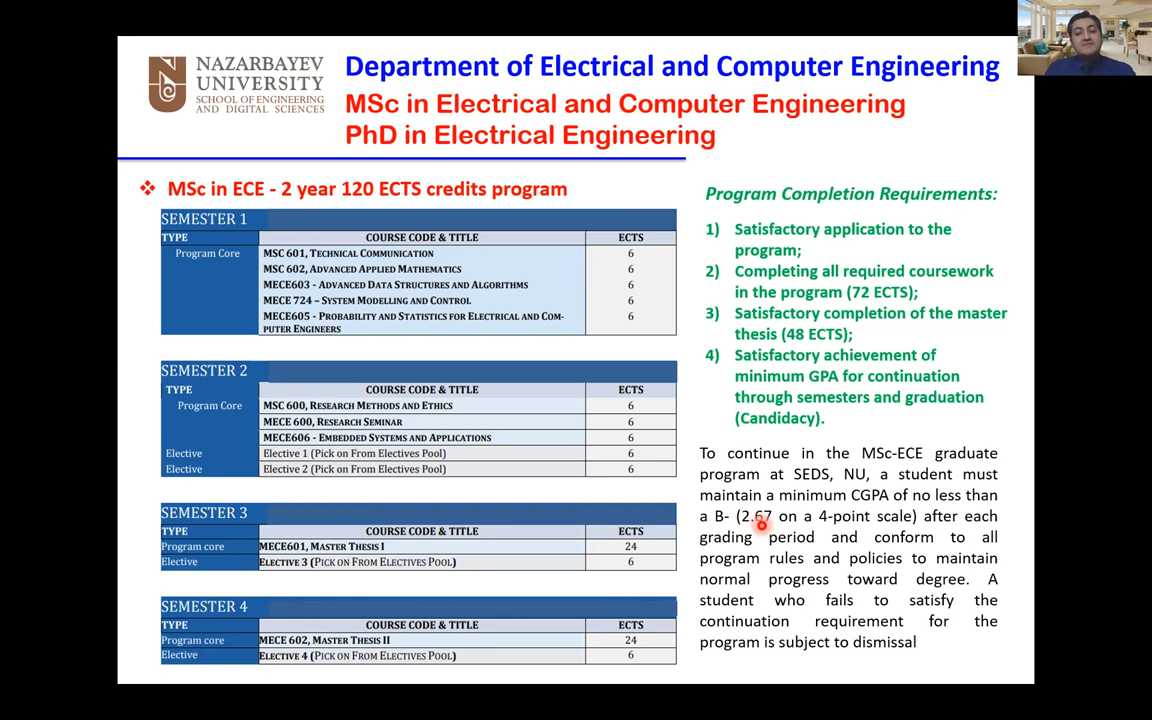 NAZARBAYEV
UNIVERSITY
SCHOOL OF ENGINEERING
AND DIGITAL SCIENCES
Department of Electrical and Computer Engineering
MSc in Electrical and Computer Engineering
PhD in Electrical Engineering
❖ MSc in ECE - 2 year 120 ECTS credits program
SEMESTER 1
TYPE COURSE CODE & TITLE ECTS
Program Core MSC 601, TECHNICAL COMMUNICATION 6
MSC 602, ADVANCED APPLIED MATHEMATICS 6
MECE603 - ADVANCED DATA STRUCTURES AND ALGORITHMS 6
MECE 724 – SYSTEM MODELLING AND CONTROL 6
MECE605 - PROBABILITY AND STATISTICS FOR ELECTRICAL AND COM- 6
PUTER ENGINEERS
SEMESTER 2
TYPE COURSE CODE & TITLE ECTS
Program Core MSC 600, RESEARCH METHODS AND ETHICS 6
MECE 600, RESEARCH SEMINAR 6
MECE606 - EMBEDDED SYSTEMS AND APPLICATIONS 6
Elective Elective 1 (Pick on From Electives Pool) 6
Elective Elective 2 (Pick on From Electives Pool) 6
SEMESTER 3
TYPE COURSE CODE & TITLE ECTS
Program core MECE601, MASTER THESIS I 24
Elective ELECTIVE 3 (PICK ON FROM ELECTIVES POOL) 6
SEMESTER 4
TYPE COURSE CODE & TITLE ECTS
Program core MECE 602, MASTER THESIS II 24
Elective ELECTIVE 4 (PICK ON FROM ELECTIVES POOL) 6
Program Completion Requirements:
1) Satisfactory application to the
program;
2) Completing all required coursework
in the program (72 ECTS);
3) Satisfactory completion of the master
thesis (48 ECTS);
4) Satisfactory achievement of
minimum GPA for continuation
through semesters and graduation
(Candidacy).
To continue in the MSc-ECE graduate
program at SEDS, NU, a student must
maintain a minimum CGPA of no less than
a B- (2.67 on a 4-point scale) after each
grading period and conform to all
program rules and policies to maintain
normal progress toward degree. A
student who fails to satisfy the
continuation requirement for the
program is subject to dismissal